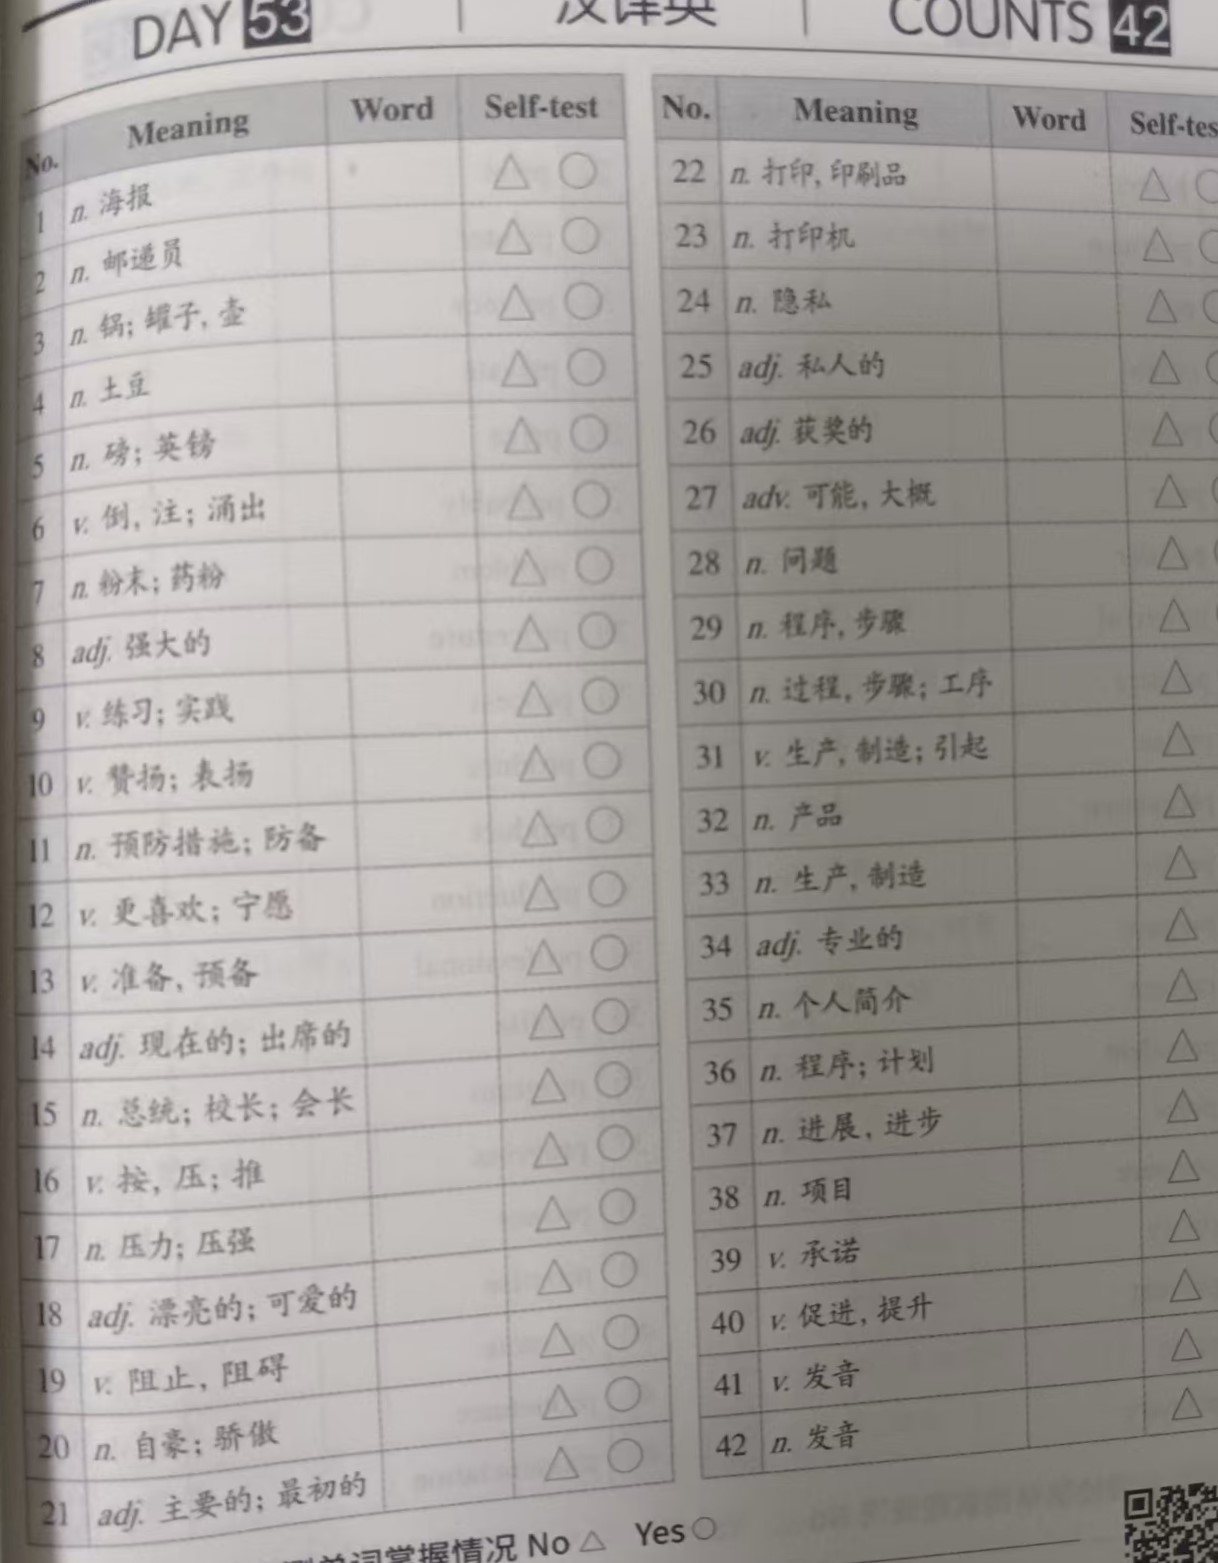 DAY 53
汉译英
COUNTS 42
No. Meaning Word Self-test
1 n. 海报
2 n. 邮递员
3 n. 锅; 罐子, 壶
4 n. 土豆
5 n. 磅; 英镑
6 v. 倒, 注; 涌出
7 n. 粉末; 药粉
8 adj. 强大的
9 v. 练习; 实践
10 v. 赞扬; 表扬
11 n. 预防措施; 防备
12 v. 更喜欢; 宁愿
13 v. 准备, 预备
14 adj. 现在的; 出席的
15 n. 总统; 校长; 会长
16 v. 按, 压; 推
17 n. 压力; 压强
18 adj. 漂亮的; 可爱的
19 v. 阻止, 阻碍
20 n. 自豪; 骄傲
21 adj. 主要的; 最初的
No. Meaning Word Self-tes
22 n. 打印, 印刷品
23 n. 打印机
24 n. 隐私
25 adj. 私人的
26 adj. 获奖的
27 adv. 可能, 大概
28 n. 问题
29 n. 程序, 步骤
30 n. 过程, 步骤; 工序
31 v. 生产, 制造; 引起
32 n. 产品
33 n. 生产, 制造
34 adj. 专业的
35 n. 个人简介
36 n. 程序; 计划
37 n. 进展, 进步
38 n. 项目
39 v. 承诺
40 v. 促进, 提升
41 v. 发音
42 n. 发音
单词掌握情况 No △ Yes ○